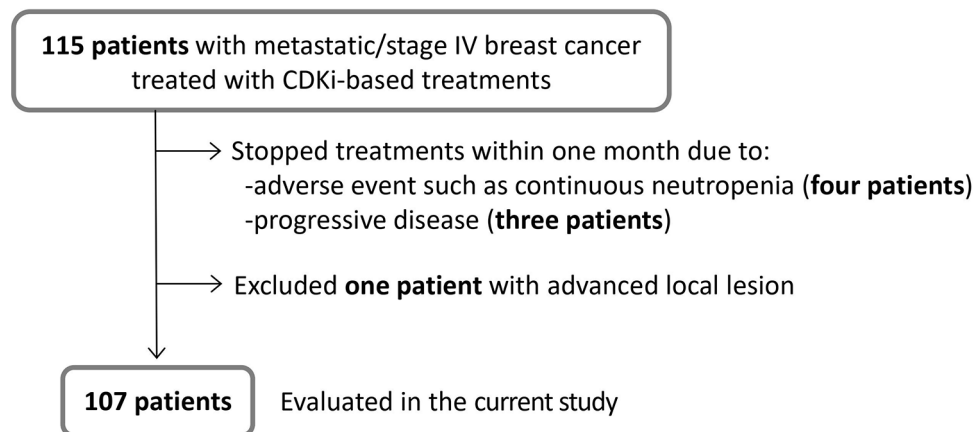 115 patients with metastatic/stage IV breast cancer
treated with CDKi-based treatments
Stopped treatments within one month due to:
-adverse event such as continuous neutropenia (four patients)
-progressive disease (three patients)
Excluded one patient with advanced local lesion
107 patients
Evaluated in the current study